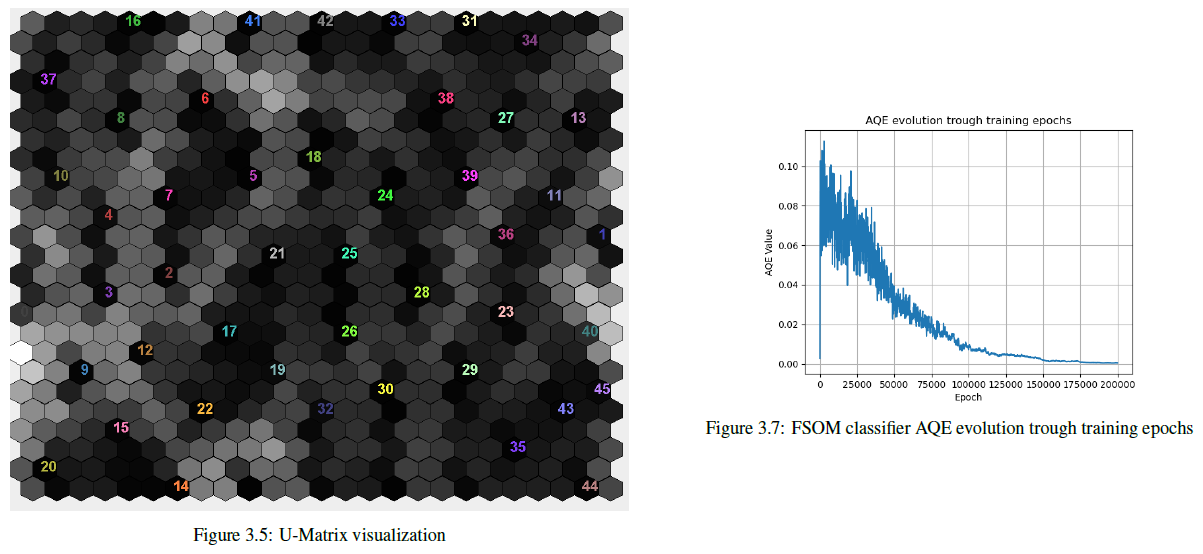 16 41 42 33 31
34
37
6 38
8 27 13
18
10 5 39
7 24 11
4
36 1
21 25
2
3 28
0 23
17 26 40
12
9 19 29
30 45
22 32 43
15
35
20
14 44
Figure 3.5: U-Matrix visualization
AQE evolution trough training epochs
AQE Value
0.10
0.08
0.06
0.04
0.02
0.00
0 25000 50000 75000 100000 125000 150000 175000 200000
Epoch
Figure 3.7: FSOM classifier AQE evolution trough training epochs